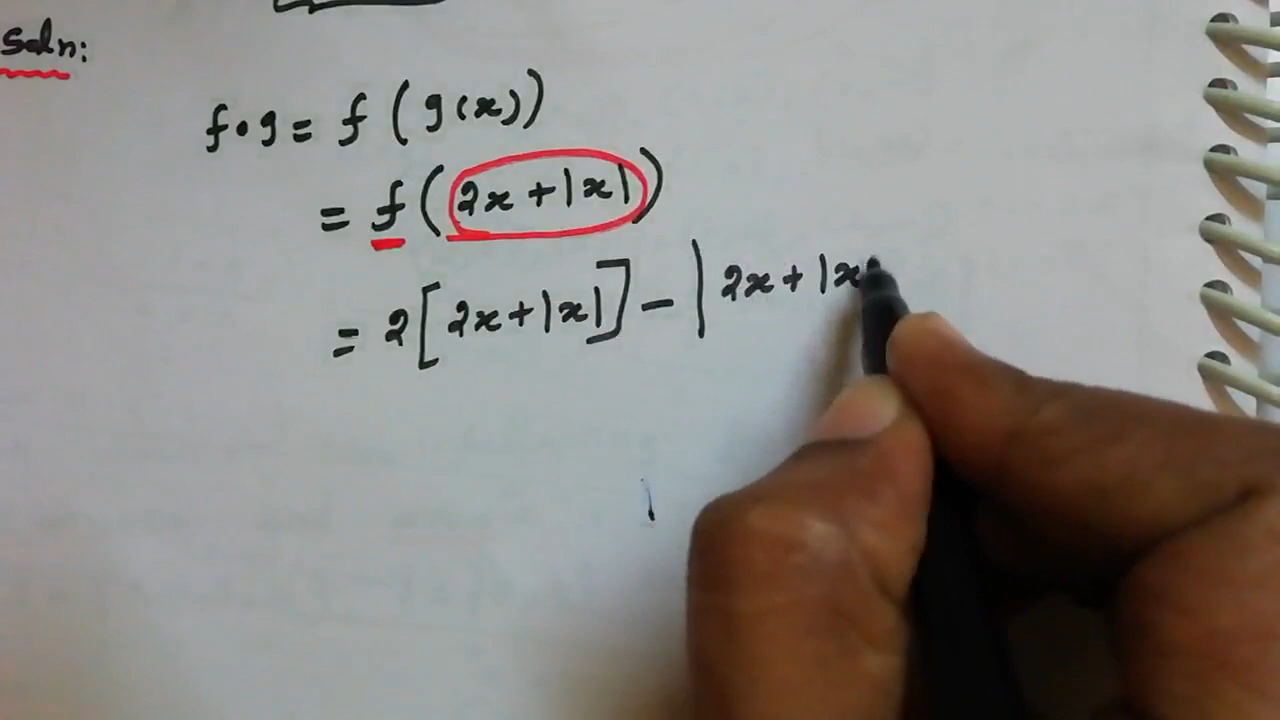 Soln:
f•g = f (g(x))
= f (2x + |x|)
= 2[2x + |x|] - |2x + |x